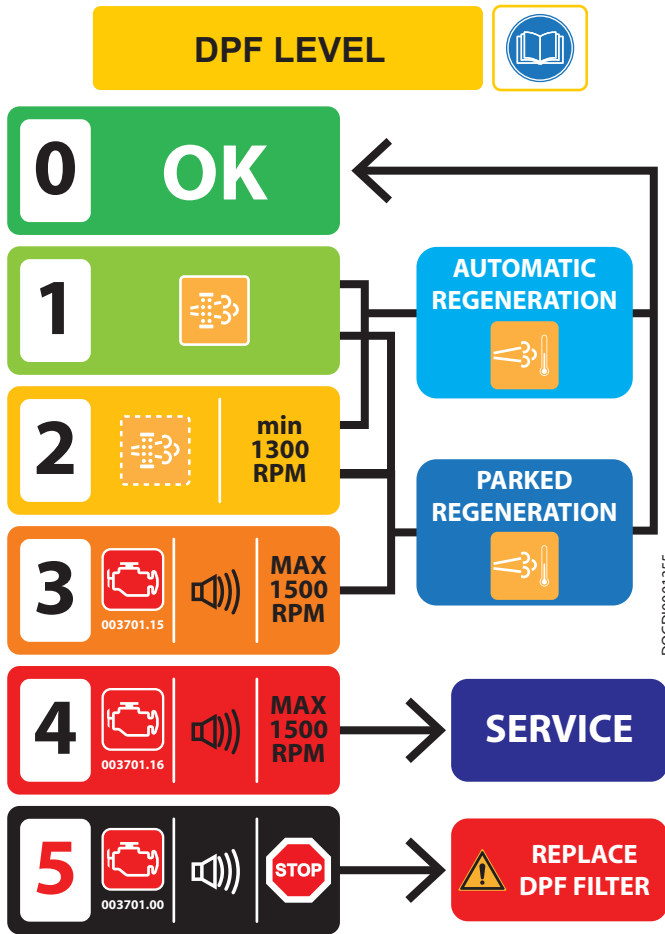 DPF LEVEL
0
OK
1
AUTOMATIC
REGENERATION
2
min
1300
RPM
PARKED
REGENERATION
3
003701.15
MAX
1500
RPM
4
003701.16
MAX
1500
RPM
SERVICE
5
003701.00
STOP
REPLACE
DPF FILTER